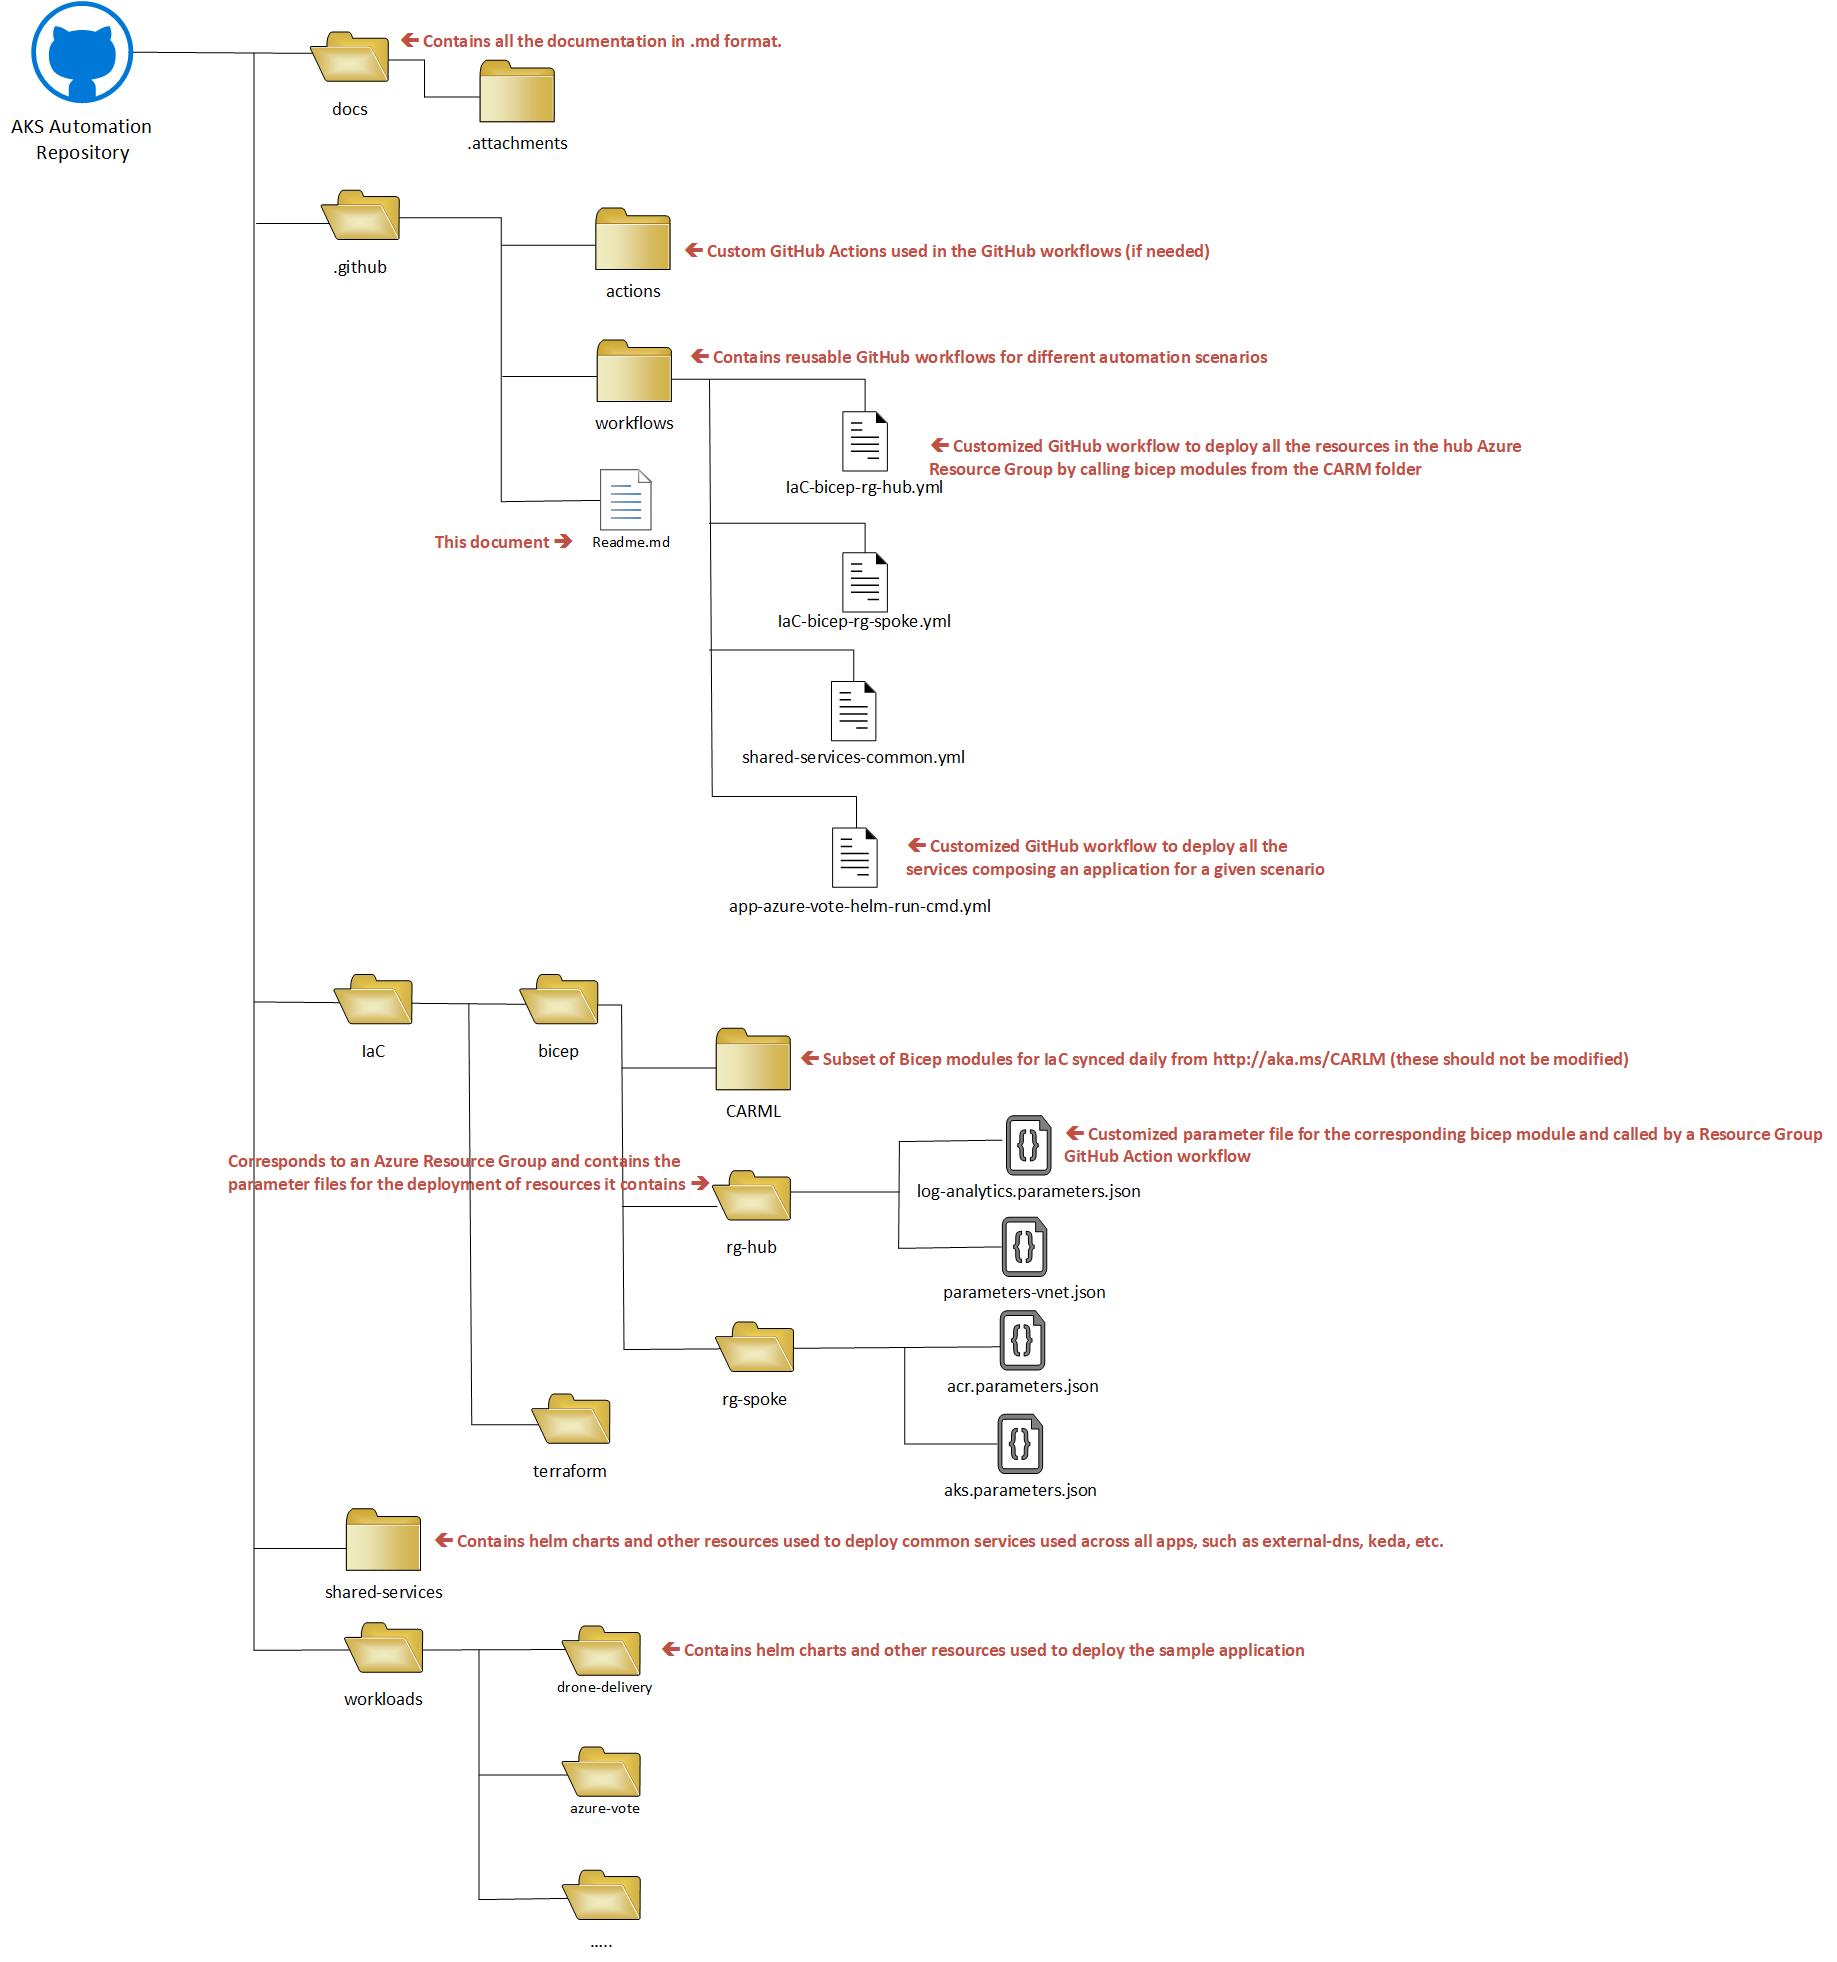 AKS Automation
Repository
🡸 Contains all the documentation in .md format.
docs
.attachments
.github
🡸 Custom GitHub Actions used in the GitHub workflows (if needed)
actions
🡸 Contains reusable GitHub workflows for different automation scenarios
workflows
🡸 Customized GitHub workflow to deploy all the resources in the hub Azure
Resource Group by calling bicep modules from the CARM folder
IaC-bicep-rg-hub.yml
This document 🡺
Readme.md
IaC-bicep-rg-spoke.yml
shared-services-common.yml
🡸 Customized GitHub workflow to deploy all the
services composing an application for a given scenario
app-azure-vote-helm-run-cmd.yml
IaC
bicep
🡸 Subset of Bicep modules for IaC synced daily from http://aka.ms/CARLM (these should not be modified)
CARML
🡸 Customized parameter file for the corresponding bicep module and called by a Resource Group
GitHub Action workflow
Corresponds to an Azure Resource Group and contains the
parameter files for the deployment of resources it contains 🡺
log-analytics.parameters.json
rg-hub
parameters-vnet.json
acr.parameters.json
rg-spoke
terraform
aks.parameters.json
🡸 Contains helm charts and other resources used to deploy common services used across all apps, such as external-dns, keda, etc.
shared-services
🡸 Contains helm charts and other resources used to deploy the sample application
drone-delivery
workloads
azure-vote
.....